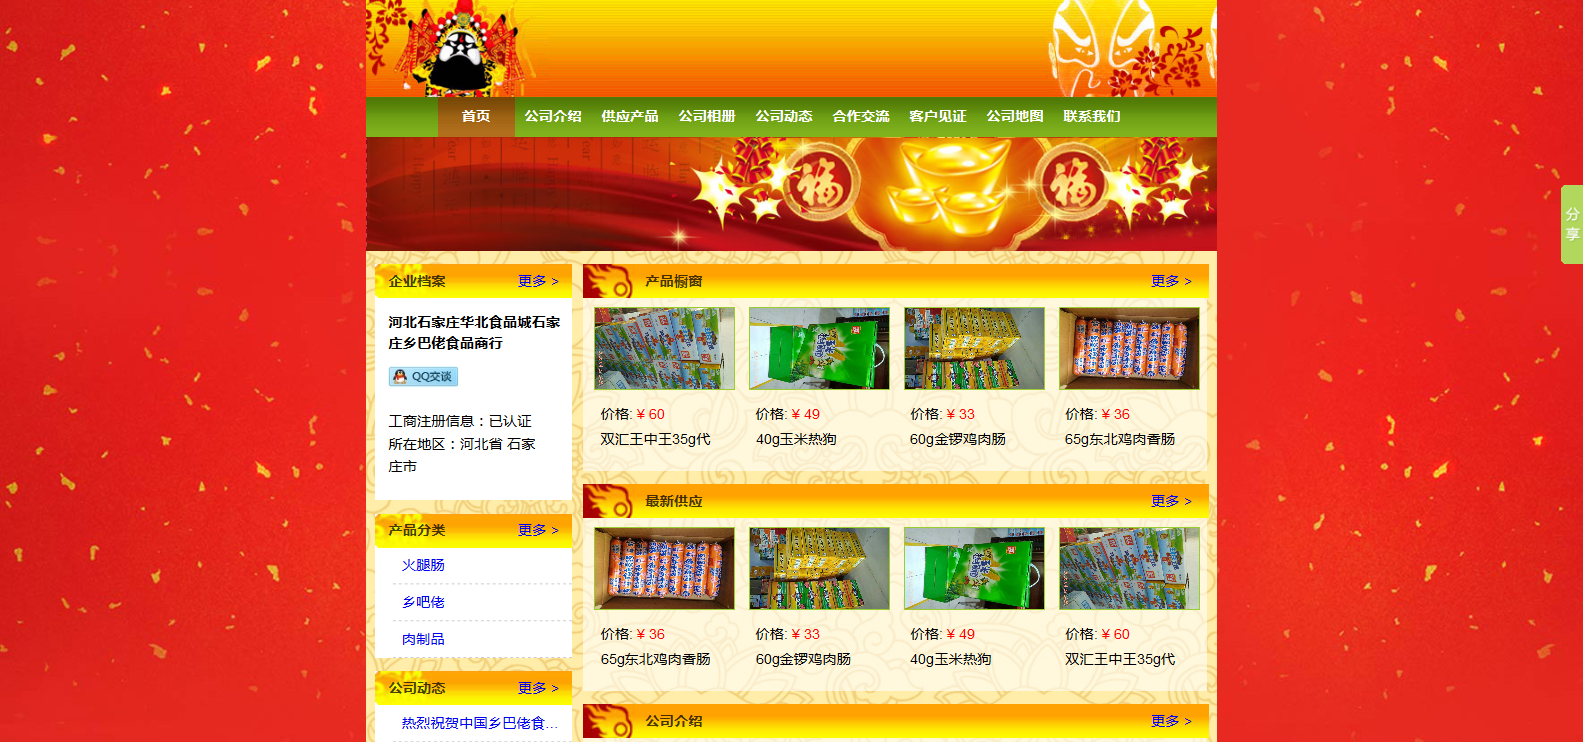 首页 公司介绍 供应产品 公司相册 公司动态 合作交流 客户见证 公司地图 联系我们
福 福
分享
企业档案 更多 >
河北石家庄华北食品城石家
庄乡巴佬食品商行
QQ交谈
工商注册信息：已认证
所在地区：河北省 石家
庄市
产品分类 更多 >
火腿肠
乡吧佬
肉制品
公司动态 更多 >
热烈祝贺中国乡巴佬食...
产品橱窗 更多 >
价格: ¥ 60 价格: ¥ 49 价格: ¥ 33 价格: ¥ 36
双汇王中王35g代 40g玉米热狗 60g金锣鸡肉肠 65g东北鸡肉香肠
最新供应 更多 >
价格: ¥ 36 价格: ¥ 33 价格: ¥ 49 价格: ¥ 60
65g东北鸡肉香肠 60g金锣鸡肉肠 40g玉米热狗 双汇王中王35g代
公司介绍 更多 >